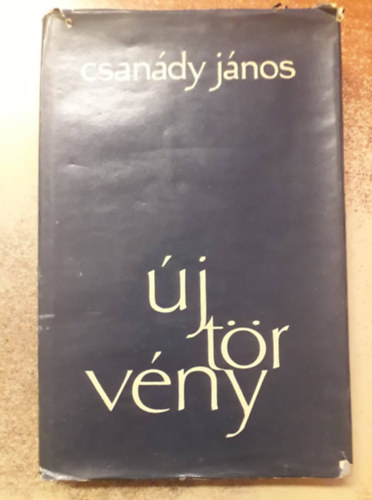 csanády jános
új
tör
vény